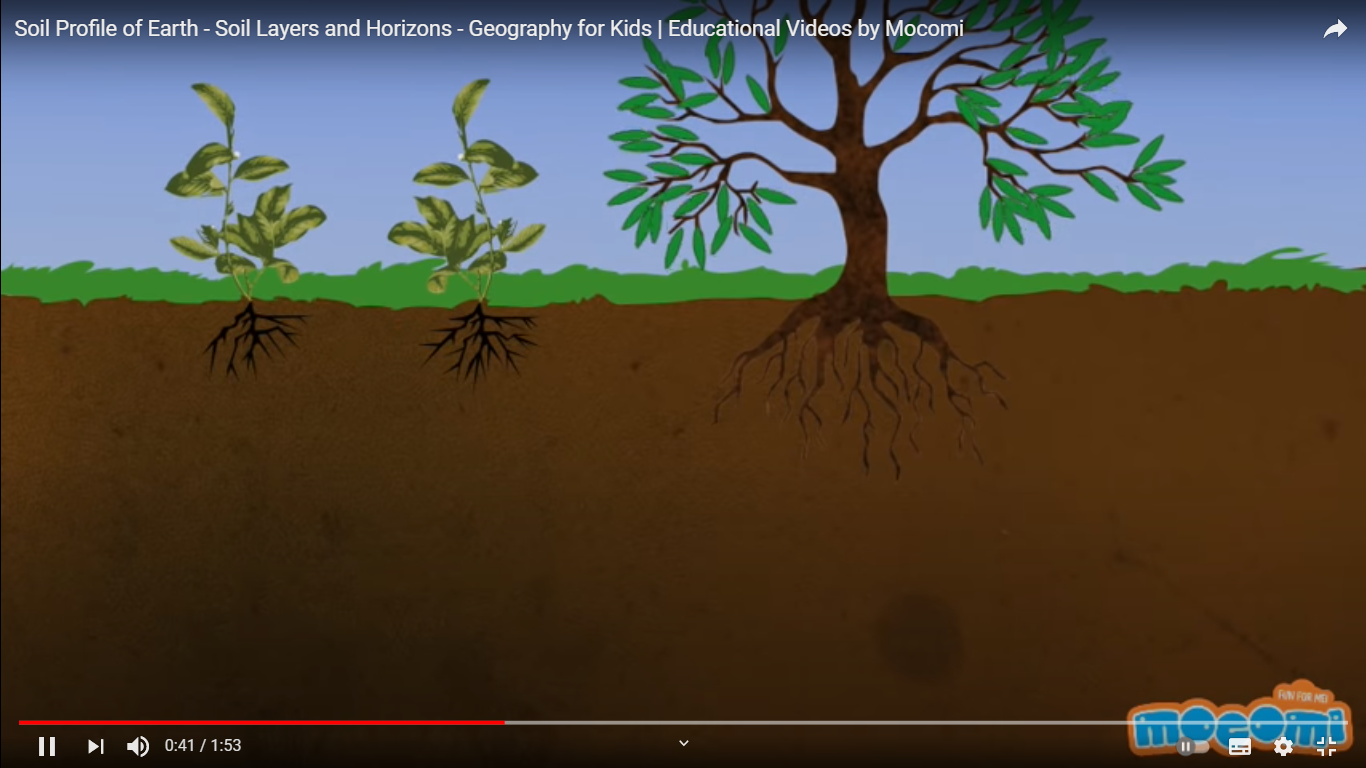 Soil Profile of Earth - Soil Layers and Horizons - Geography for Kids | Educational Videos by Mocomi
FUN FOR ME!
mocomi
0:41 / 1:53